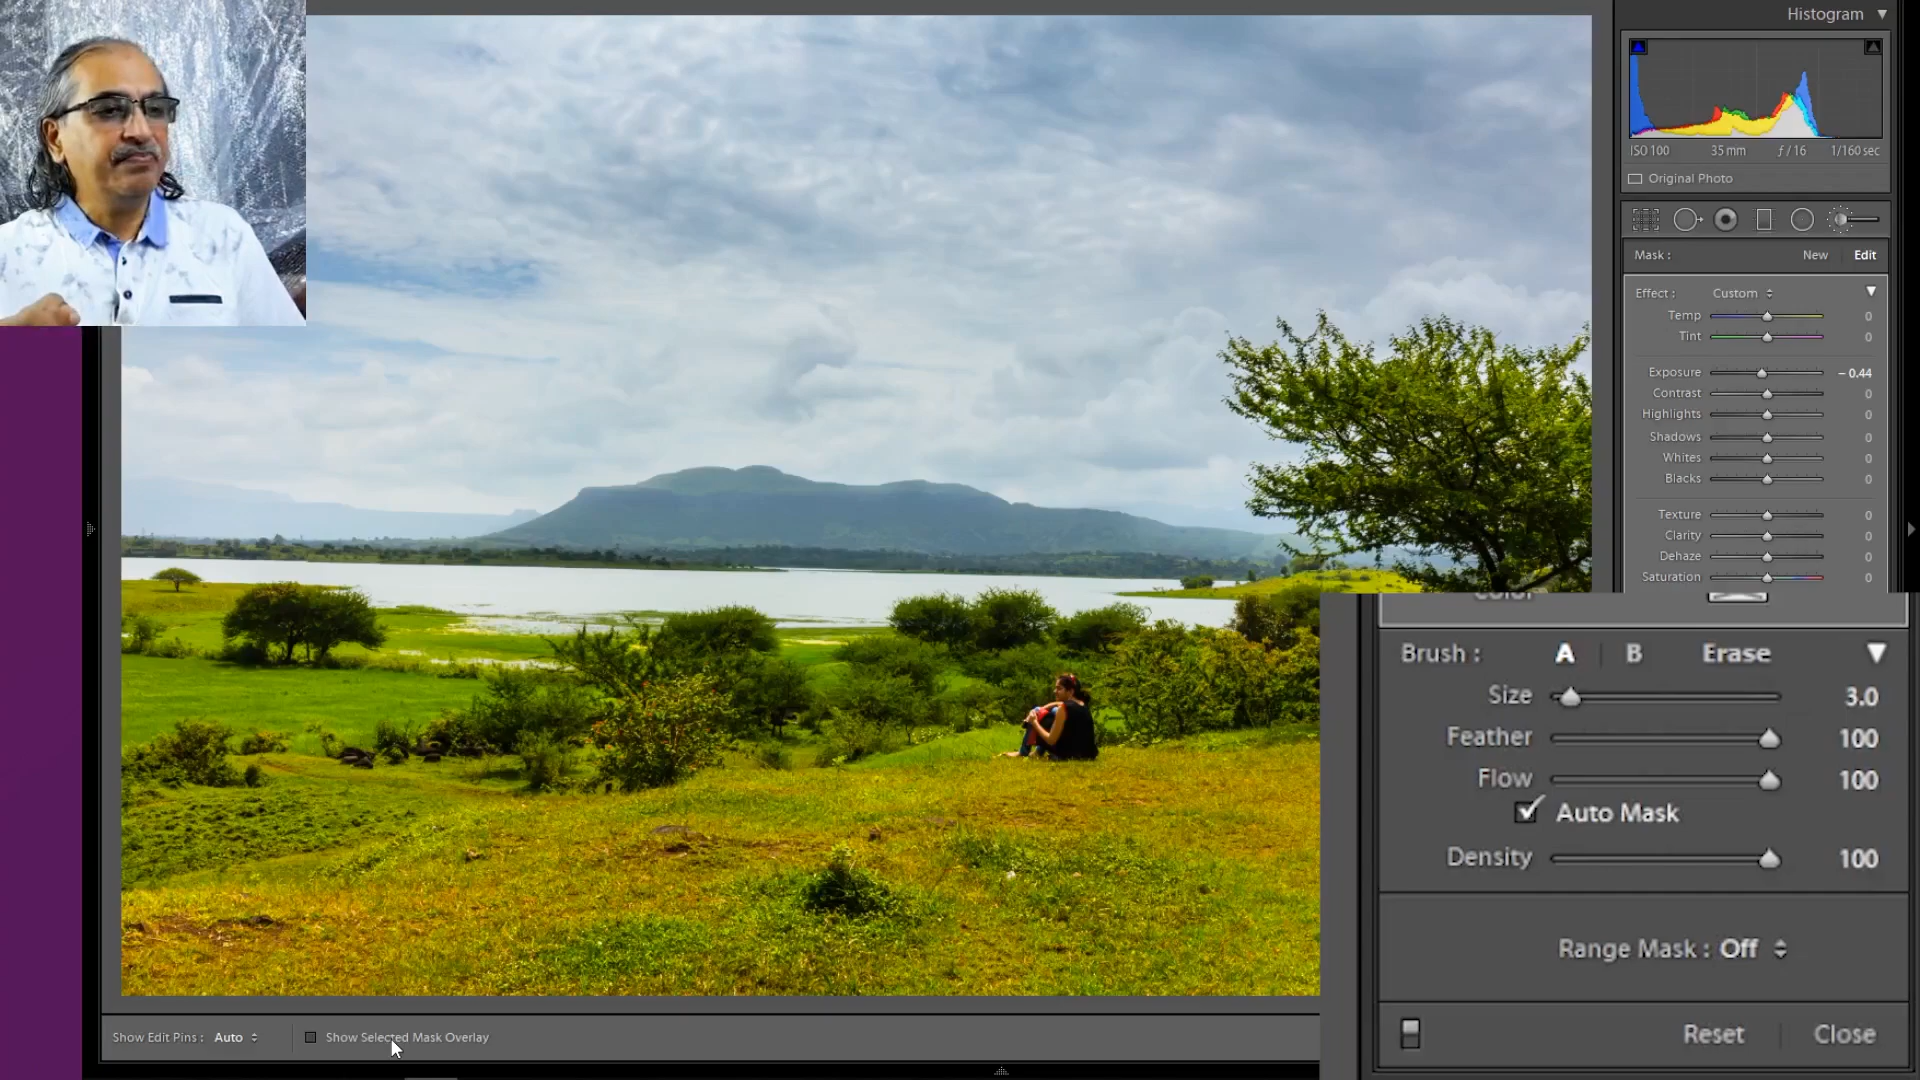 Histogram
ISO 100 35 mm ƒ / 16 1/160 sec
Original Photo
Mask : New Edit
Effect : Custom
Temp 0
Tint 0
Exposure – 0.44
Contrast 0
Highlights 0
Shadows 0
Whites 0
Blacks 0
Texture 0
Clarity 0
Dehaze 0
Saturation 0
Color
Brush : A B Erase
Size 3.0
Feather 100
Flow 100
Auto Mask
Density 100
Range Mask : Off
Reset Close
Show Edit Pins : Auto Show Selected Mask Overlay